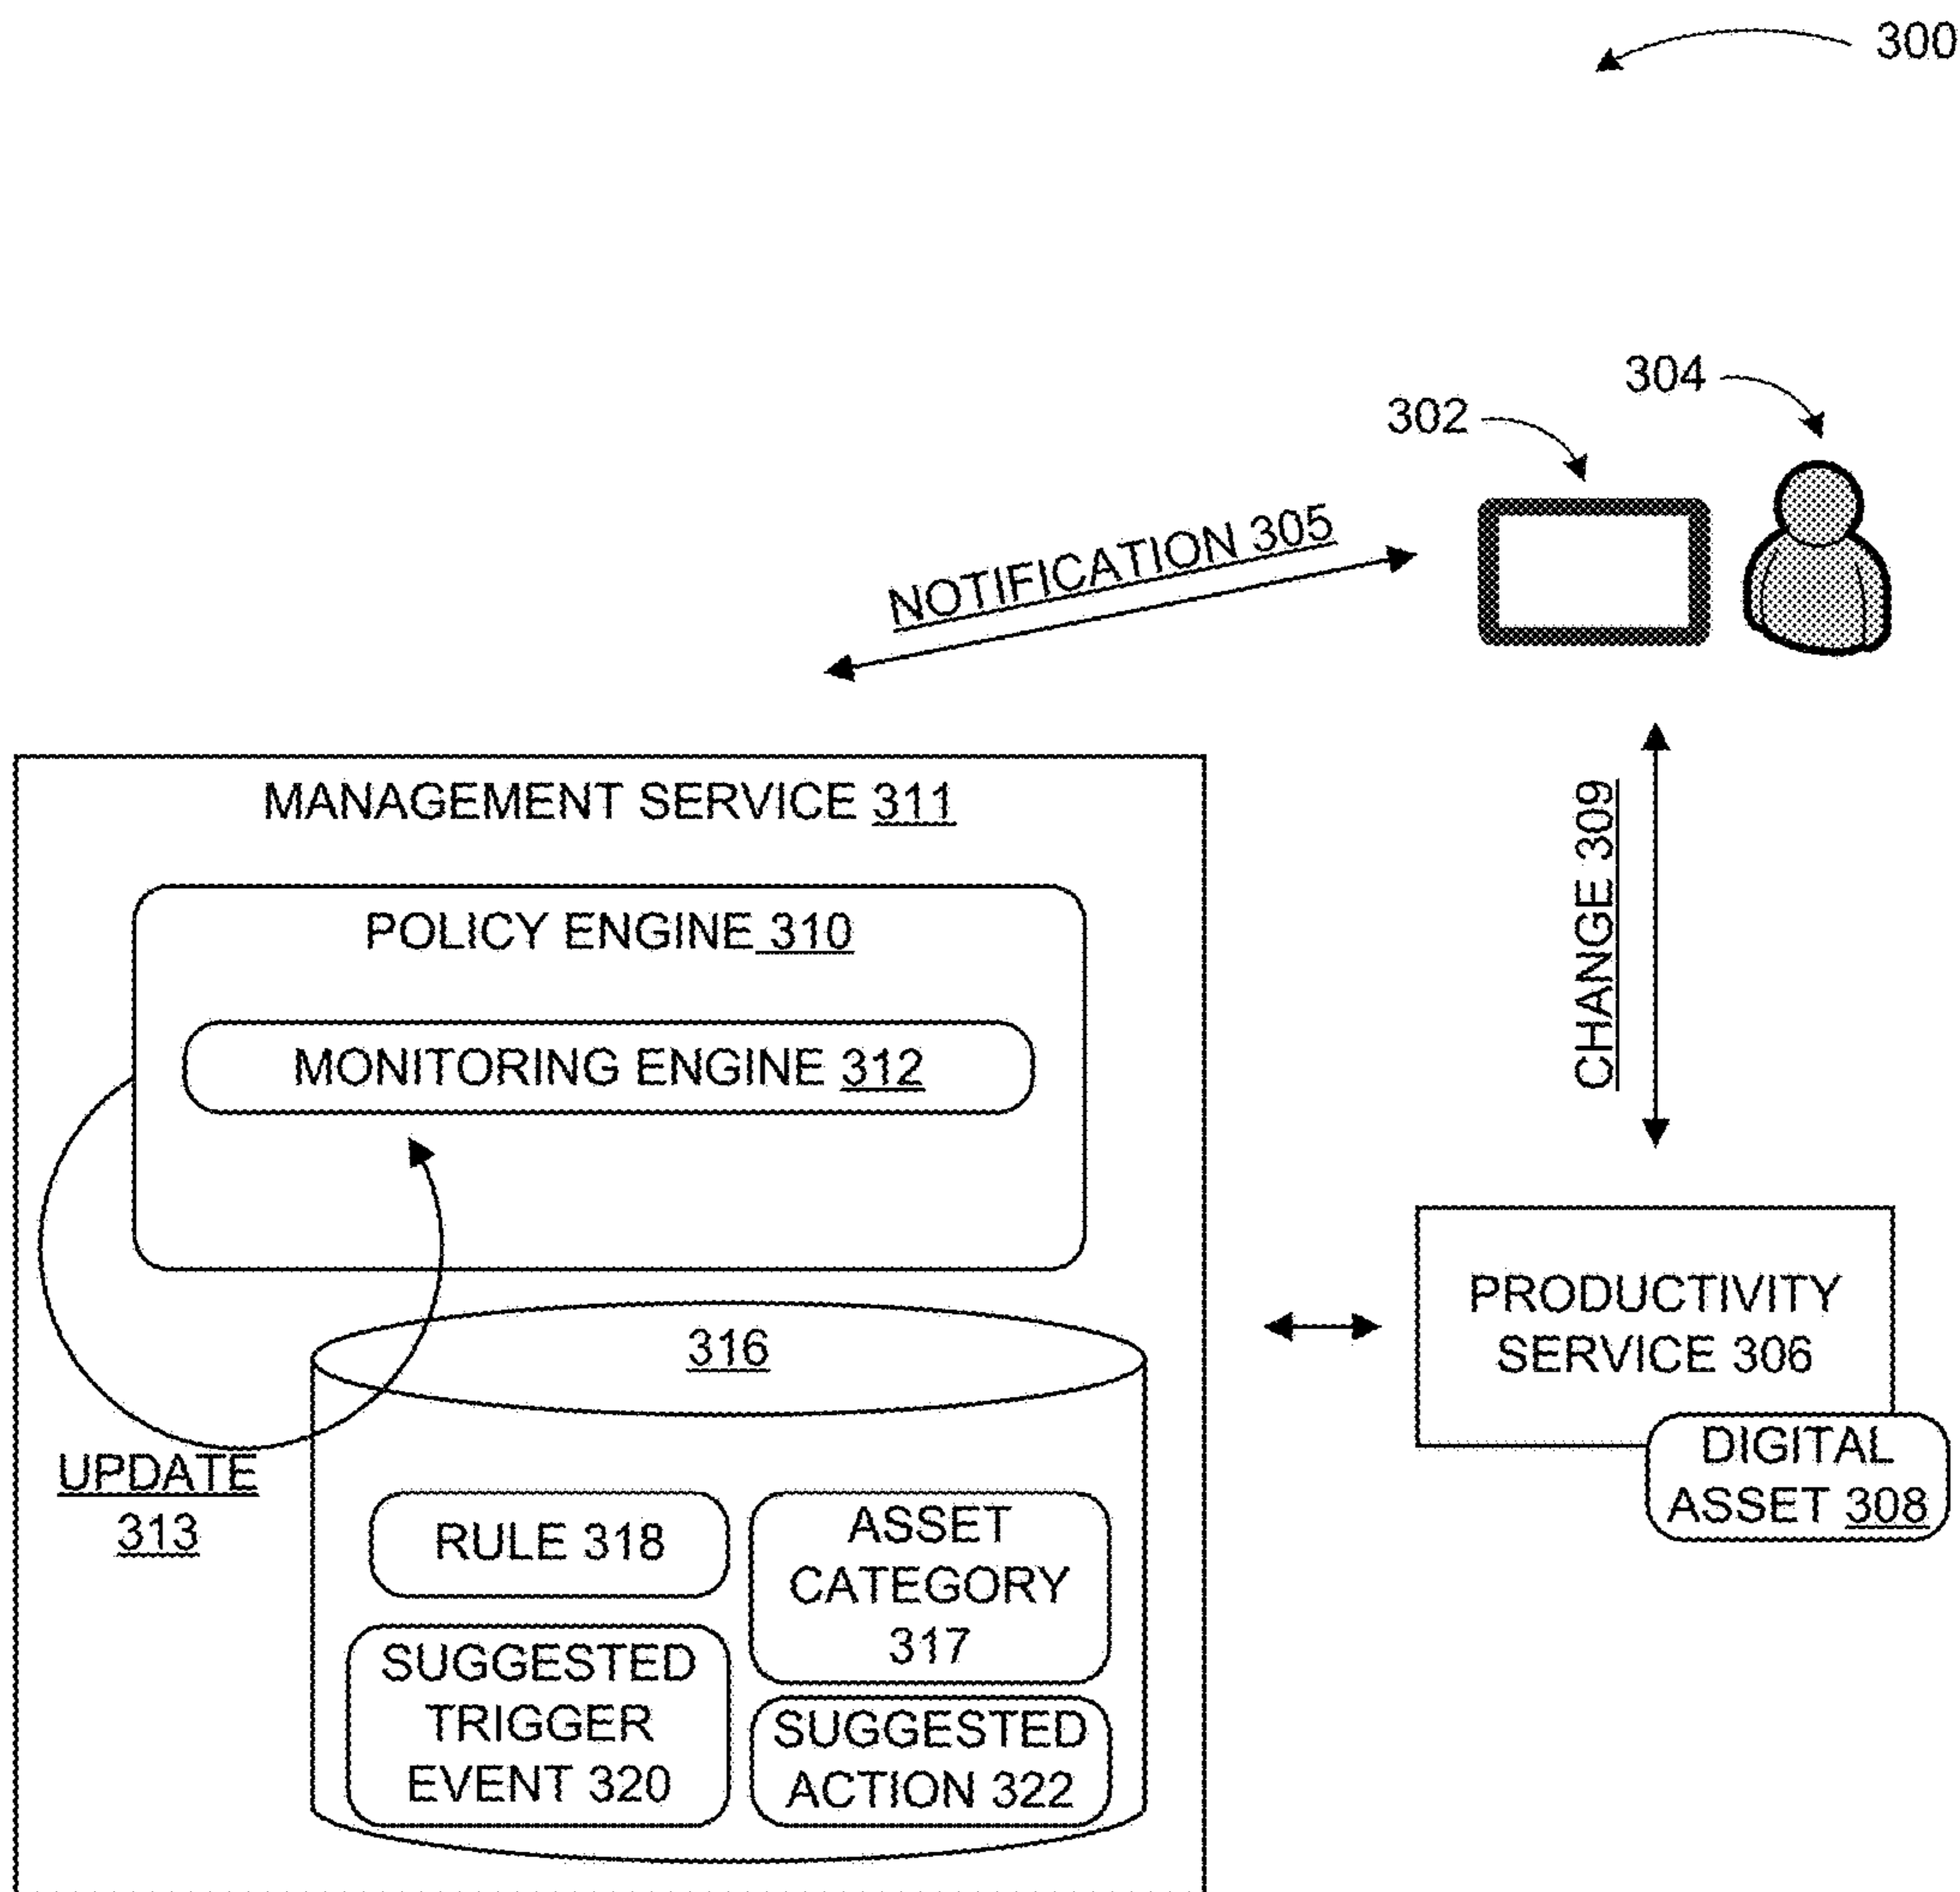 300
304
302
NOTIFICATION 305
MANAGEMENT SERVICE 311
POLICY ENGINE 310
MONITORING ENGINE 312
CHANGE 309
316
PRODUCTIVITY
SERVICE 306
DIGITAL
ASSET 308
UPDATE
313
RULE 318
ASSET
CATEGORY
317
SUGGESTED
TRIGGER
EVENT 320
SUGGESTED
ACTION 322